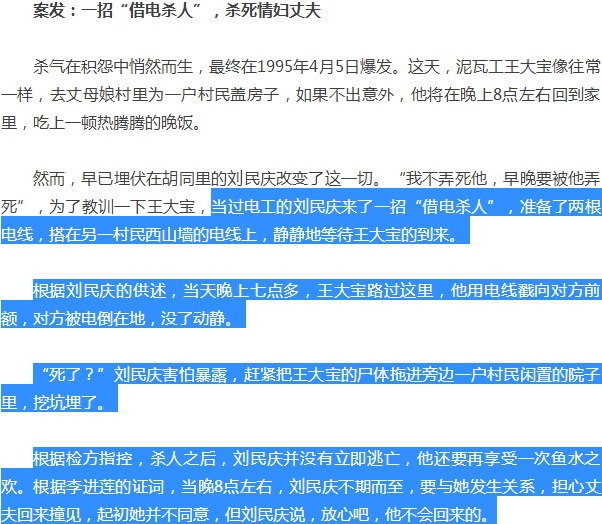 案发：一招“借电杀人”，杀死情妇丈夫
杀气在积怨中悄然而生，最终在1995年4月5日爆发。这天，泥瓦工王大宝像往常
一样，去丈母娘村里为一户村民盖房子，如果不出意外，他将在晚上8点左右回到家
里，吃上一顿热腾腾的晚饭。
然而，早已埋伏在胡同里的刘民庆改变了这一切。“我不弄死他，早晚要被他弄
死”，为了教训一下王大宝，当过电工的刘民庆来了一招“借电杀人”，准备了两根
电线，搭在另一村民西山墙的电线上，静静地等待王大宝的到来。
根据刘民庆的供述，当天晚上七点多，王大宝路过这里，他用电线戳向对方前
额，对方被电倒在地，没了动静。
“死了？”刘民庆害怕暴露，赶紧把王大宝的尸体拖进旁边一户村民闲置的院子
里，挖坑埋了。
根据检方指控，杀人之后，刘民庆并没有立即逃亡，他还要再享受一次鱼水之
欢。根据李进莲的证词，当晚8点左右，刘民庆不期而至，要与她发生关系，担心丈
夫回来撞见，起初她并不同意，但刘民庆说，放心吧，他不会回来的。